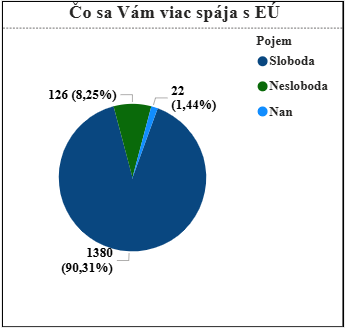 Čo sa Vám viac spája s EÚ
Pojem
Sloboda
Nesloboda
Nan
126 (8,25%)
22
(1,44%)
1380
(90,31%)